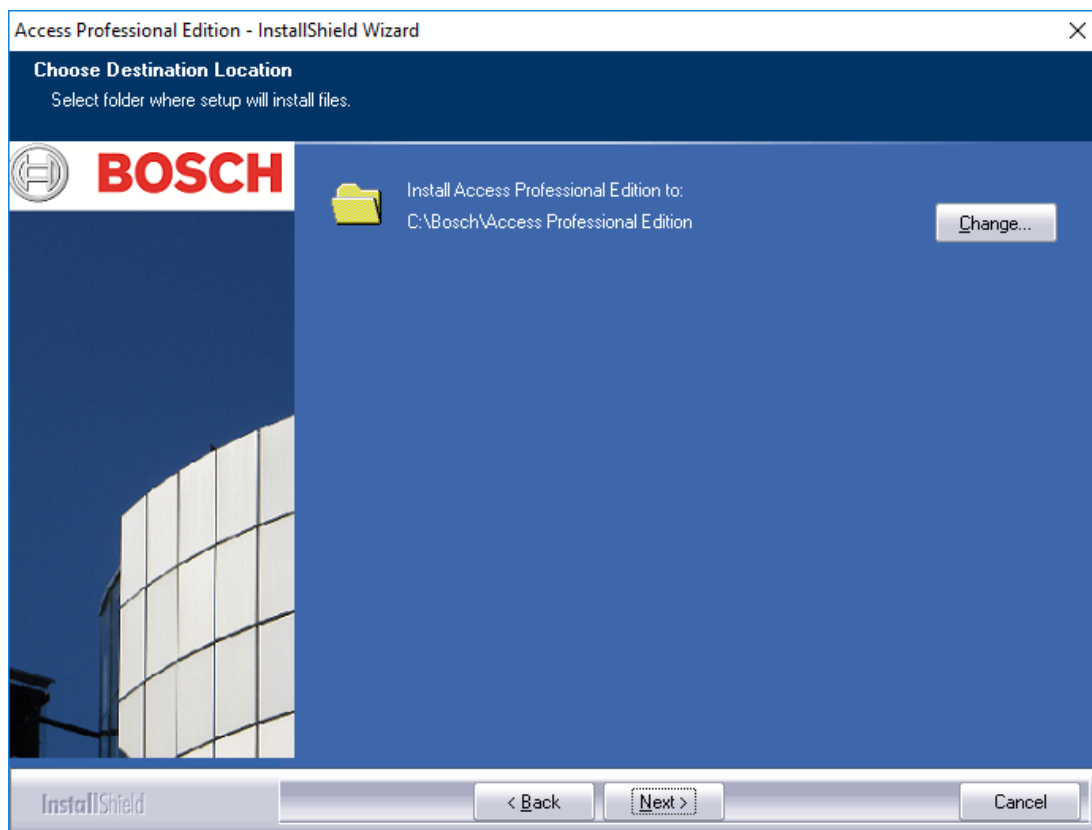 Access Professional Edition - InstallShield Wizard
Choose Destination Location
Select folder where setup will install files.
BOSCH
Install Access Professional Edition to:
C:\Bosch\Access Professional Edition
Change...
InstallShield
< Back
Next >
Cancel